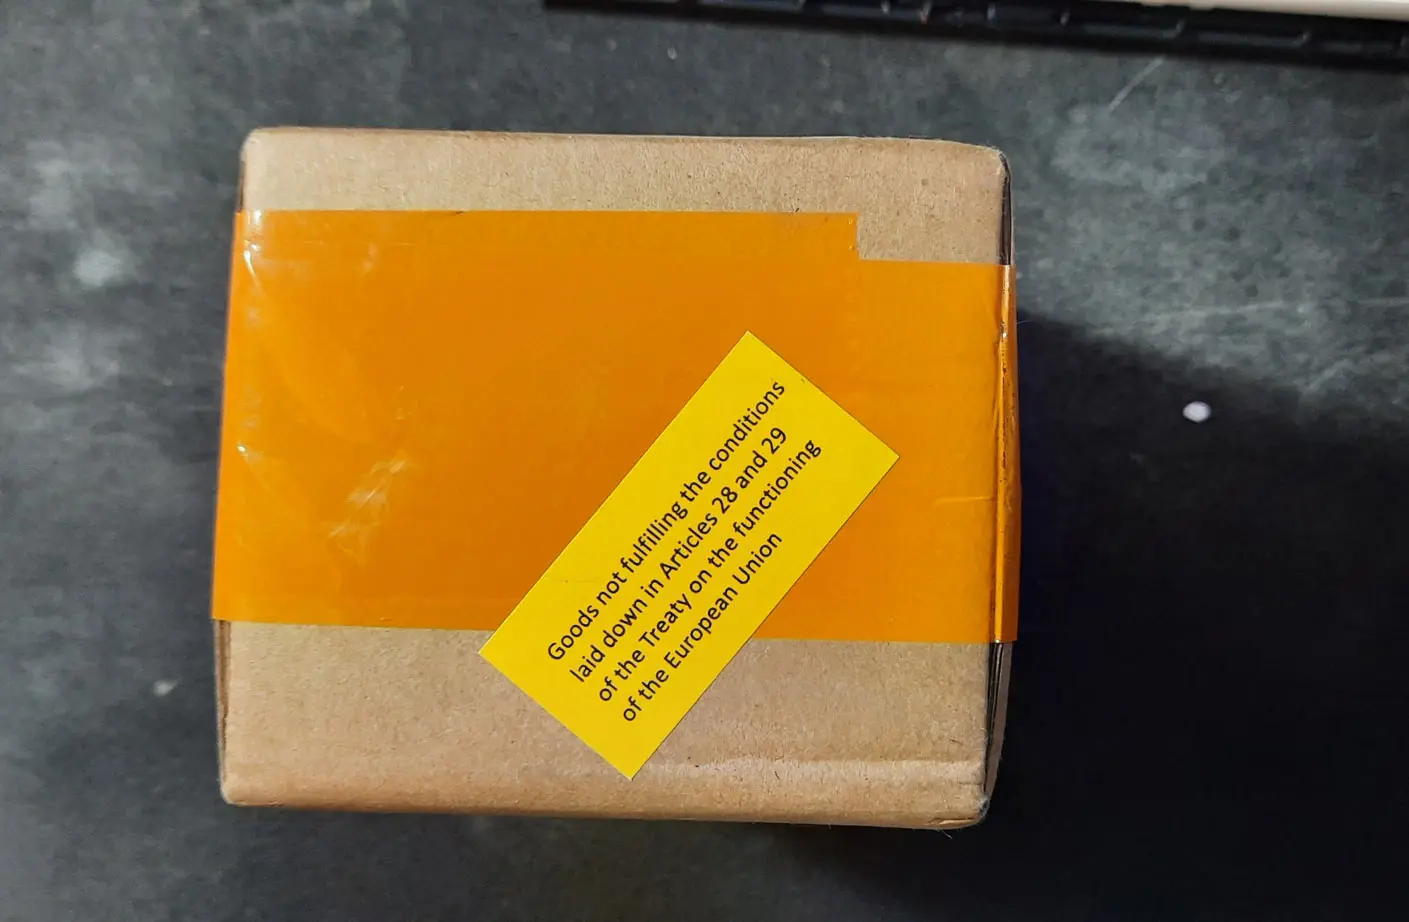 Goods not fulfilling the conditions
laid down in Articles 28 and 29
of the Treaty on the functioning
of the European Union